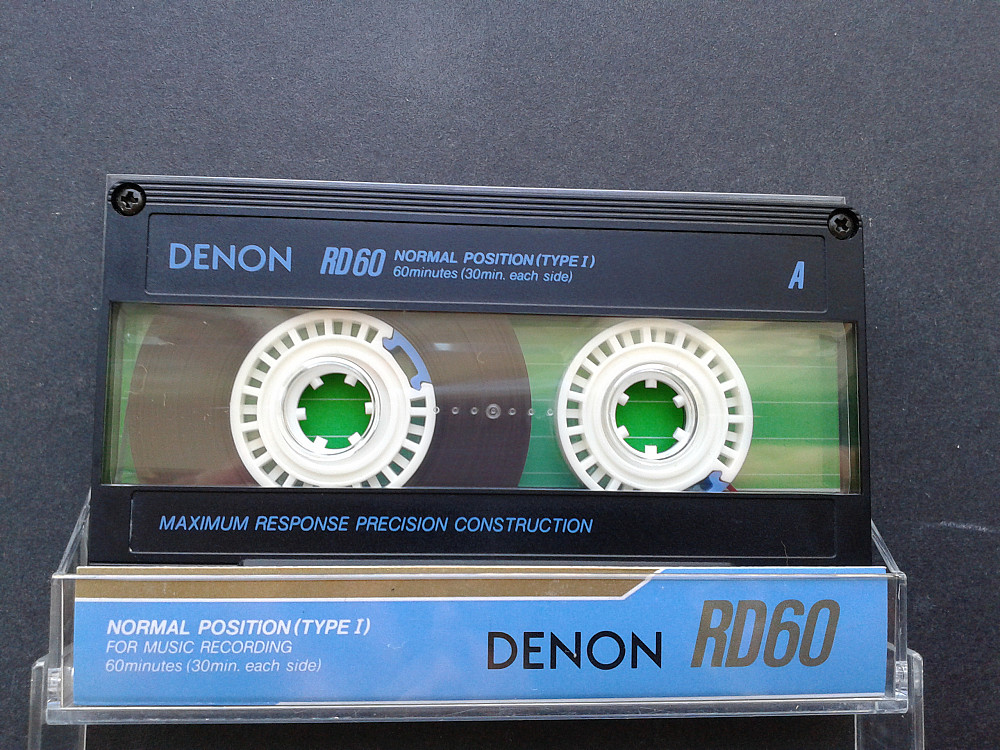 DENON RD60 NORMAL POSITION (TYPE I)
60minutes (30min. each side)
A
MAXIMUM RESPONSE PRECISION CONSTRUCTION
NORMAL POSITION (TYPE I)
FOR MUSIC RECORDING
60minutes (30min. each side)
DENON RD60